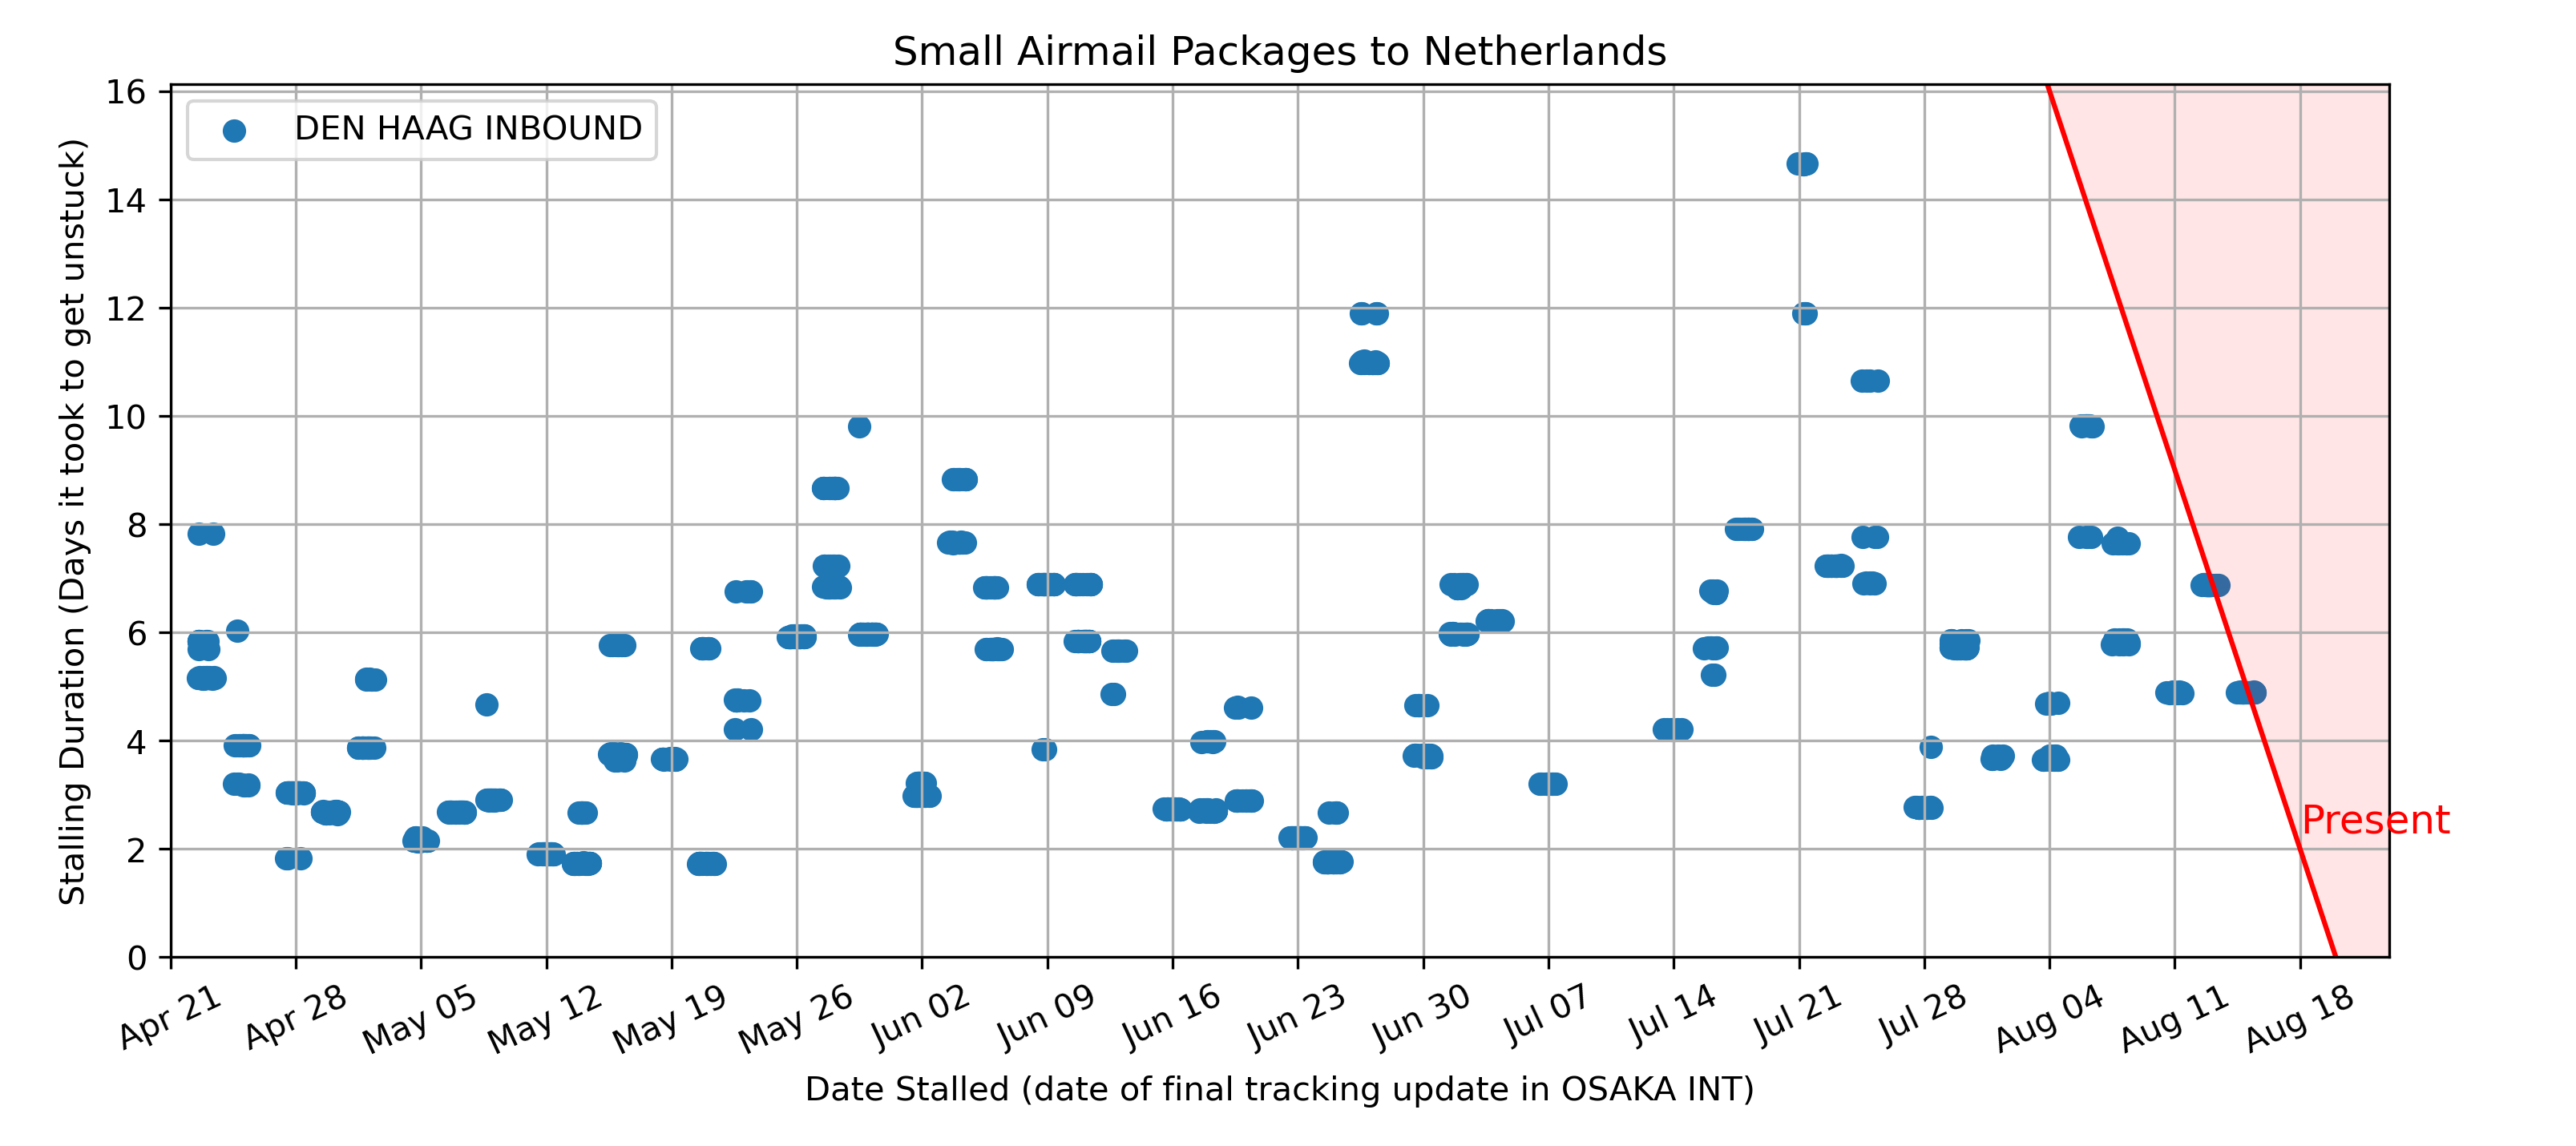 Small Airmail Packages to Netherlands
DEN HAAG INBOUND
Stalling Duration (Days it took to get unstuck)
16
14
12
10
8
6
4
2
0
Present
Apr 21
Apr 28
May 05
May 12
May 19
May 26
Jun 02
Jun 09
Jun 16
Jun 23
Jun 30
Jul 07
Jul 14
Jul 21
Jul 28
Aug 04
Aug 11
Aug 18
Date Stalled (date of final tracking update in OSAKA INT)